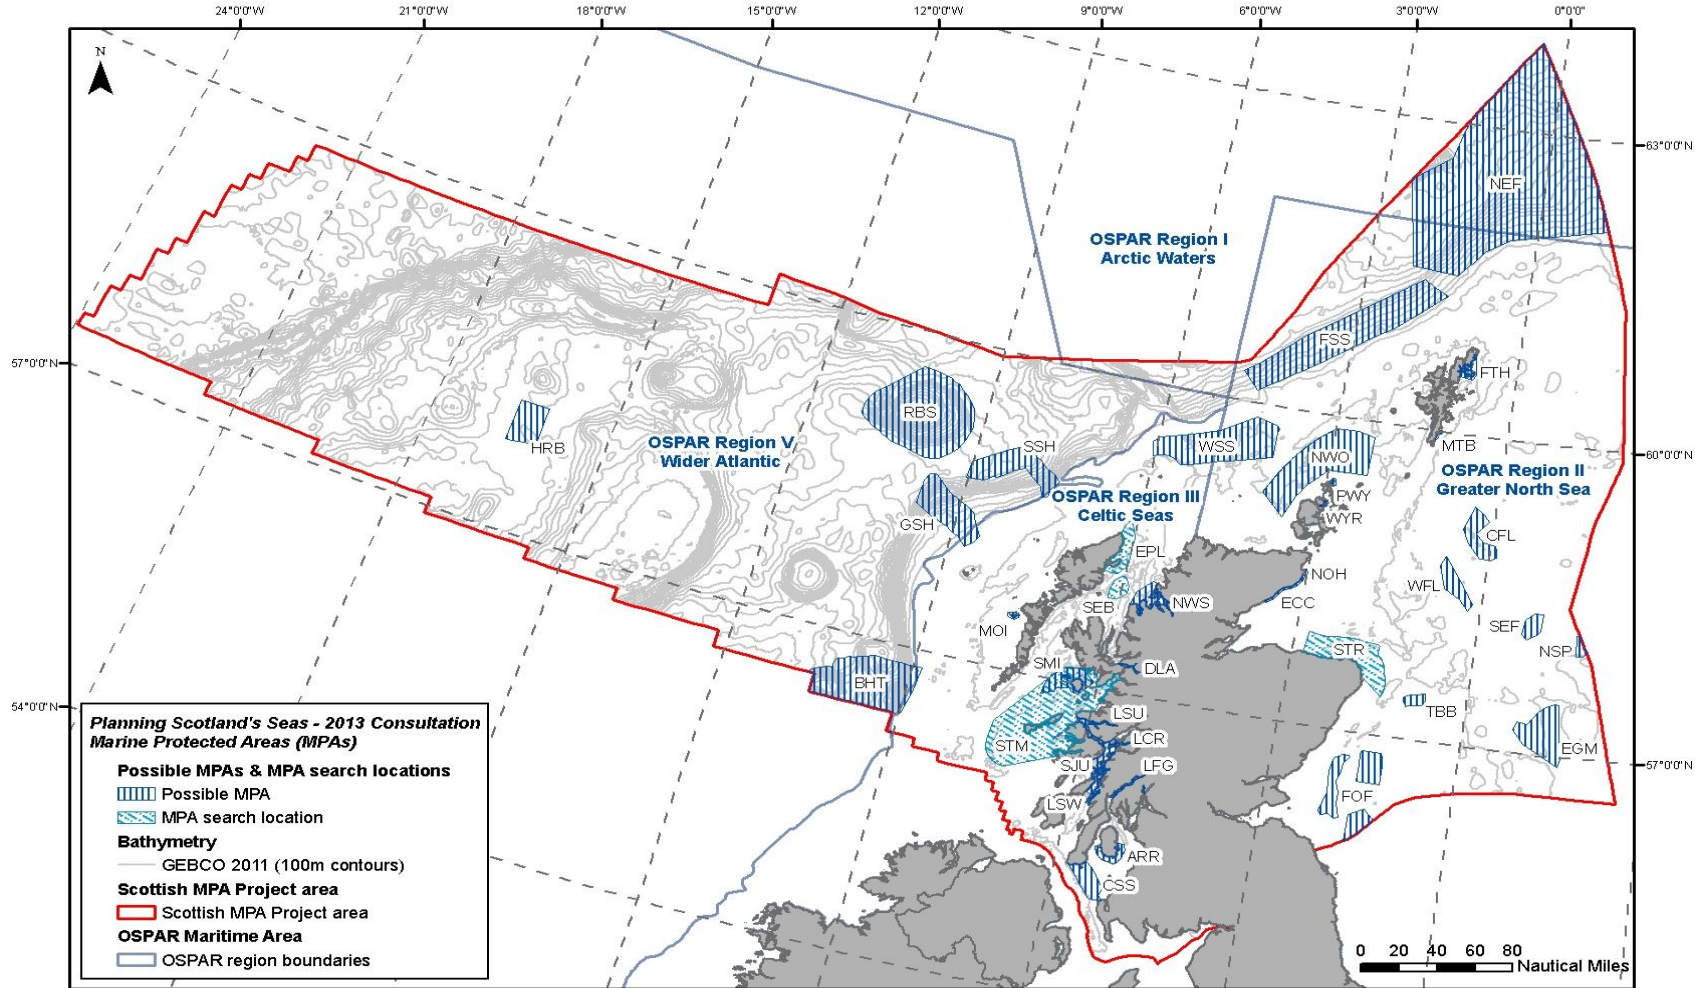 24°0'0"W 21°0'0"W 18°0'0"W 15°0'0"W 12°0'0"W 9°0'0"W 6°0'0"W 3°0'0"W 0°0'0"
N
63°0'0"N
NEF
OSPAR Region I
Arctic Waters
FSS
57°0'0"N
FTH
RBS
HRB
OSPAR Region V
Wider Atlantic
SSH
WSS
NWO
MTB
60°0'0"N
OSPAR Region II
Greater North Sea
OSPAR Region III
Celtic Seas
PWY
WYR
GSH
CFL
EPL
NOH
WFL
SEB
NWS
ECC
MOI
SEF
NSP
STR
SMI
DLA
BHT
TBB
54°0'0"N
LSU
STM
LCR
EGM
SJU
LFG
57°0'0"N
FOF
LSW
ARR
CSS
Planning Scotland's Seas - 2013 Consultation
Marine Protected Areas (MPAs)
Possible MPAs & MPA search locations
Possible MPA
MPA search location
Bathymetry
GEBCO 2011 (100m contours)
Scottish MPA Project area
Scottish MPA Project area
OSPAR Maritime Area
OSPAR region boundaries
0 20 40 60 80
Nautical Miles